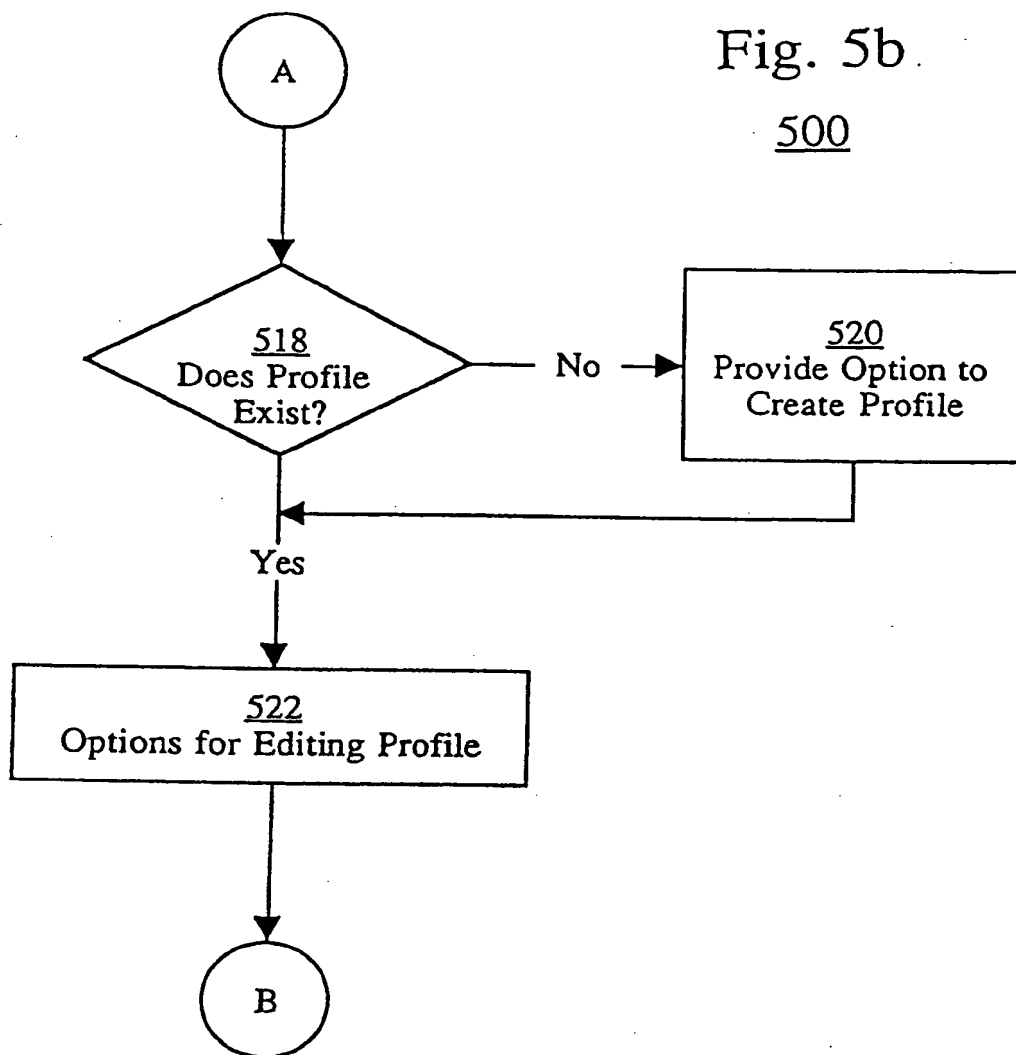 Fig. 5b
500
A
518
Does Profile
Exist?
No
520
Provide Option to
Create Profile
Yes
522
Options for Editing Profile
B